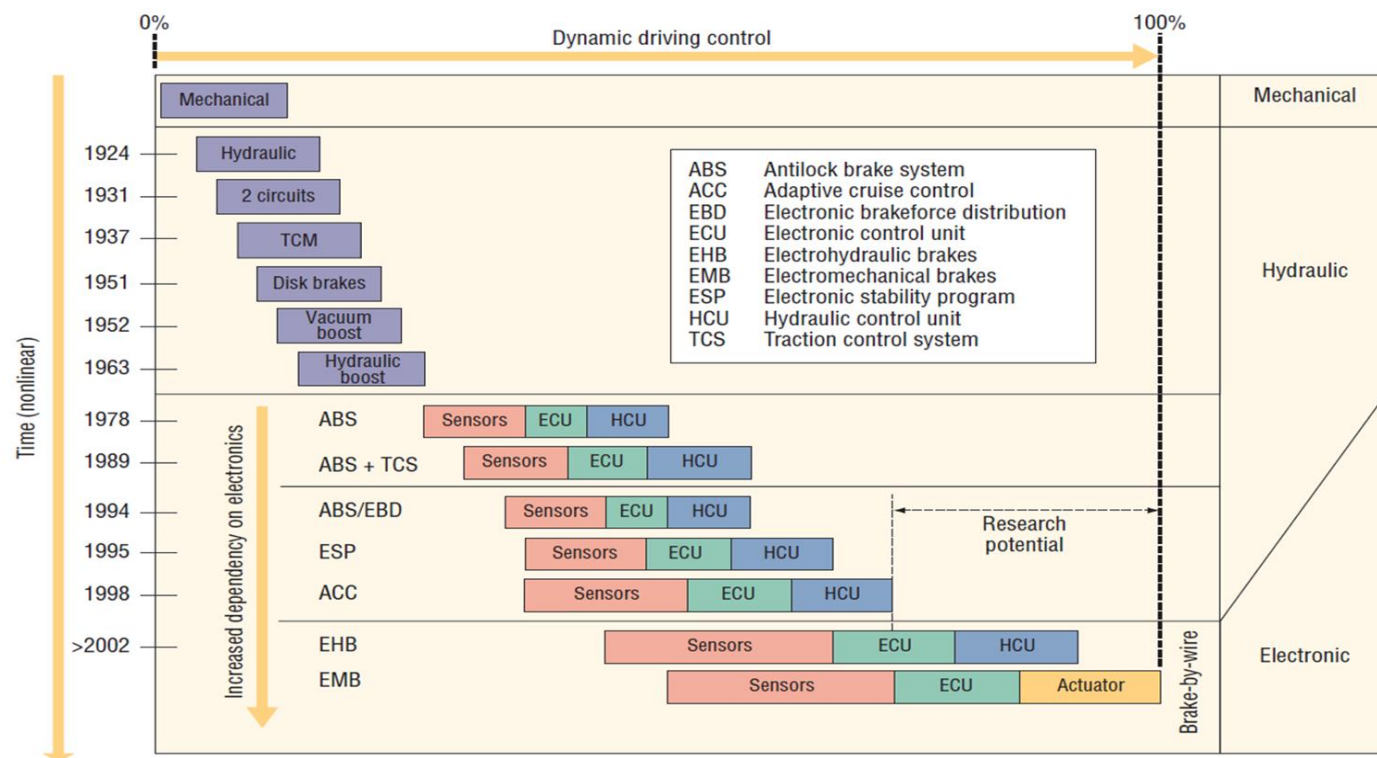 0%
100%
Dynamic driving control
Mechanical
Mechanical
1924
Hydraulic
1931
2 circuits
1937
TCM
1951
Disk brakes
1952
Vacuum
boost
1963
Hydraulic
boost
ABS Antilock brake system
ACC Adaptive cruise control
EBD Electronic brakeforce distribution
ECU Electronic control unit
EHB Electrohydraulic brakes
EMB Electromechanical brakes
ESP Electronic stability program
HCU Hydraulic control unit
TCS Traction control system
Hydraulic
Time (nonlinear)
Increased dependency on electronics
1978
ABS
Sensors
ECU
HCU
1989
ABS + TCS
Sensors
ECU
HCU
1994
ABS/EBD
Sensors
ECU
HCU
Research
potential
1995
ESP
Sensors
ECU
HCU
1998
ACC
Sensors
ECU
HCU
>2002
EHB
Sensors
ECU
HCU
EMB
Sensors
ECU
Actuator
Brake-by-wire
Electronic